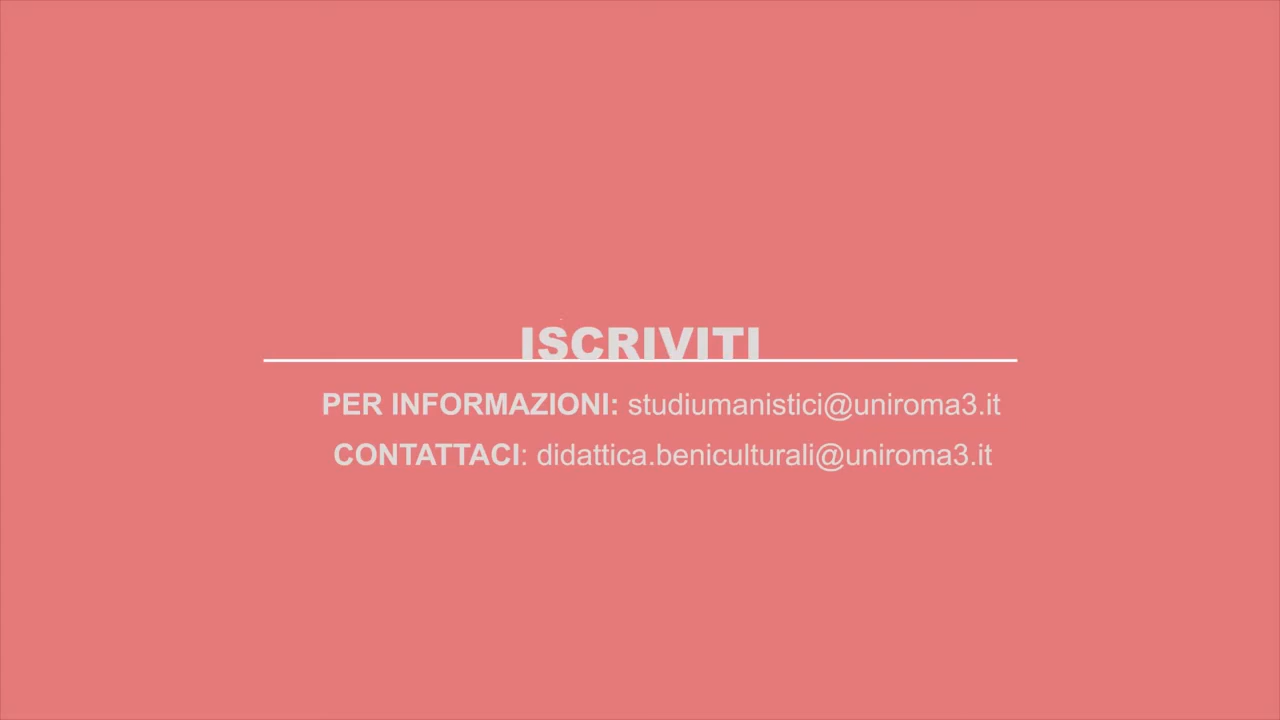 ISCRIVITI
PER INFORMAZIONI: studiumanistici@uniroma3.it
CONTATTACI: didattica.beniculturali@uniroma3.it